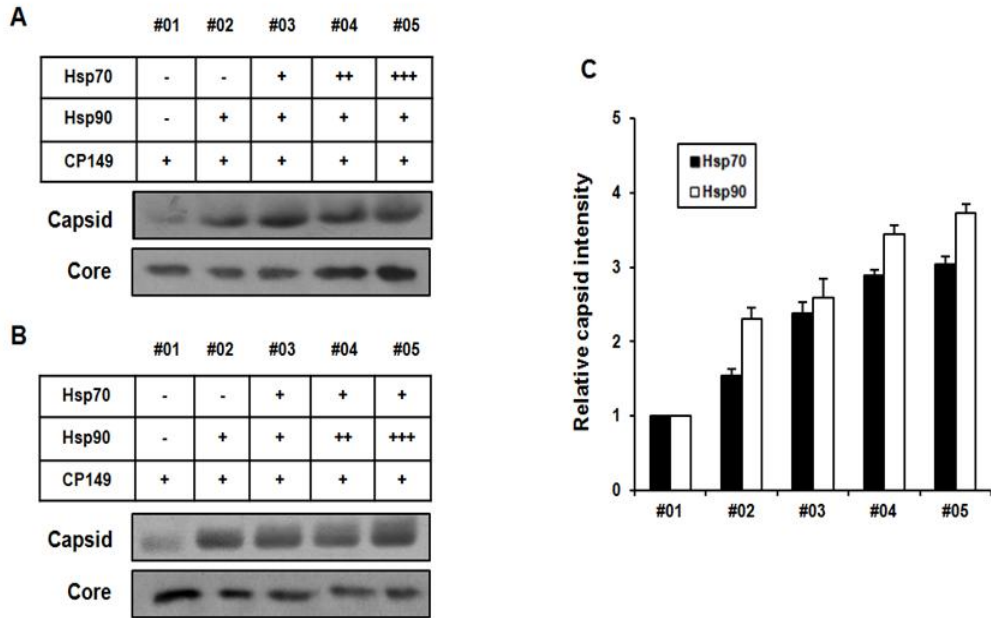 A
#01 #02 #03 #04 #05
Hsp70 - - + ++ +++
Hsp90 - + + + +
CP149 + + + + +
Capsid
Core
B
#01 #02 #03 #04 #05
Hsp70 - - + + +
Hsp90 - + + ++ +++
CP149 + + + + +
Capsid
Core
C
Relative capsid intensity
5
4
3
2
1
0
Hsp70
Hsp90
#01 #02 #03 #04 #05